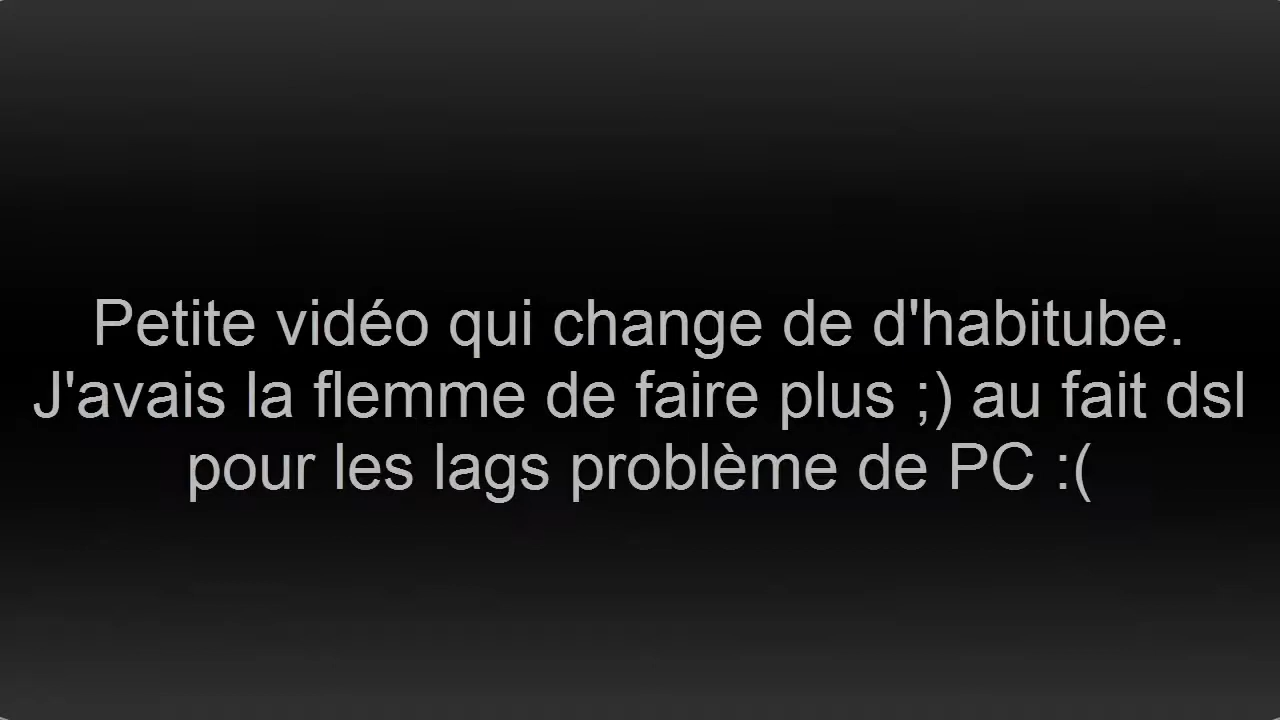 Petite vidéo qui change de d'habitube.
J'avais la flemme de faire plus ;) au fait dsl
pour les lags problème de PC :(